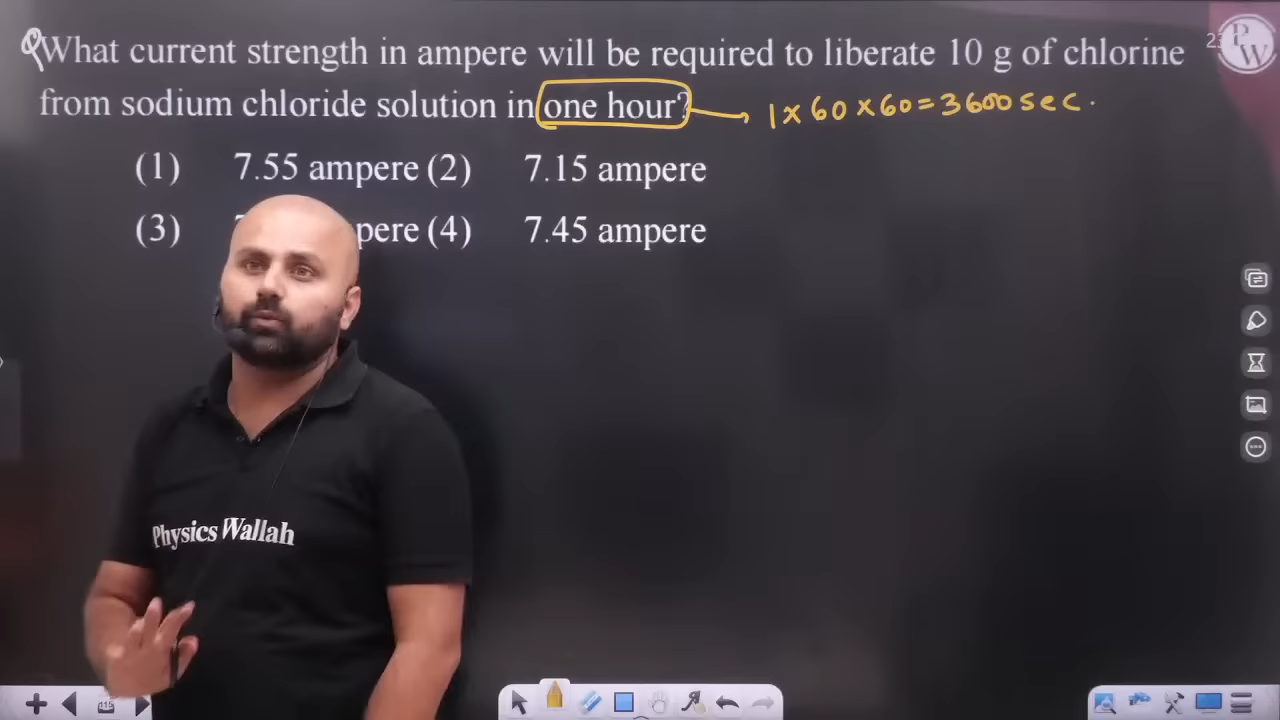 Q What current strength in ampere will be required to liberate 10 g of chlorine
from sodium chloride solution in one hour? → 1 × 60 × 60 = 3600 sec.
(1) 7.55 ampere (2) 7.15 ampere
(3) pere (4) 7.45 ampere
Physics Wallah
PW
115